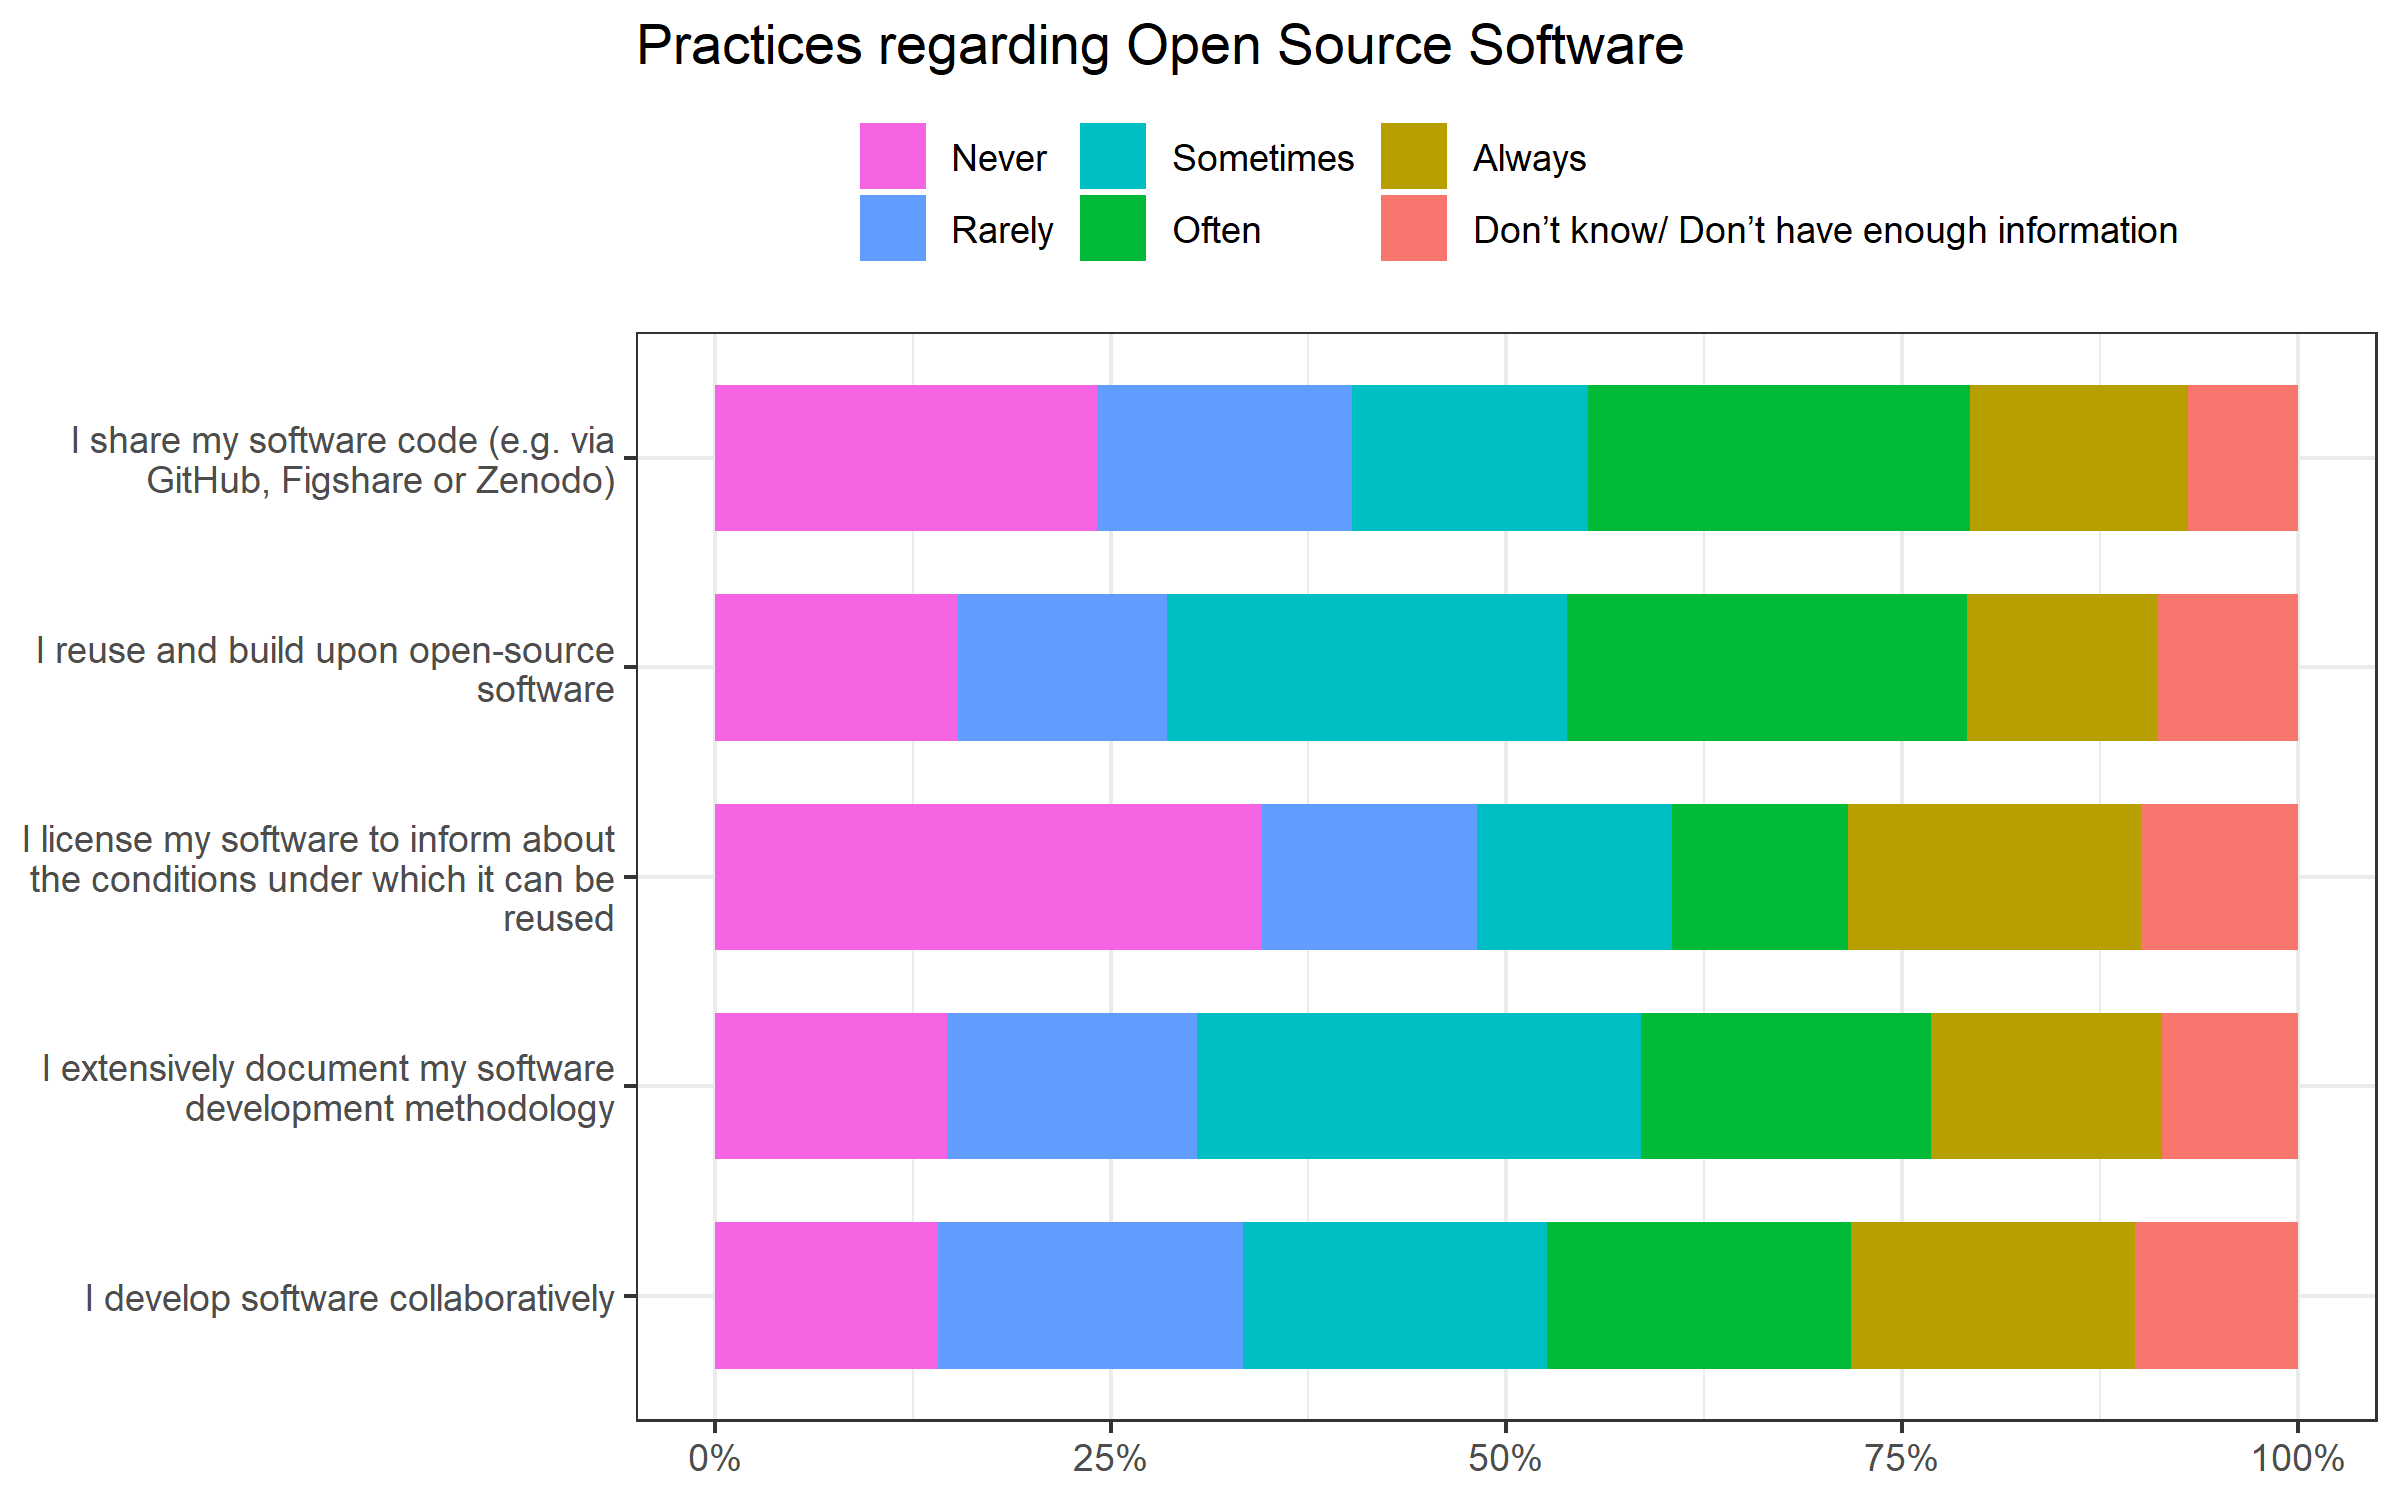 Practices regarding Open Source Software
Never
Sometimes
Always
Rarely
Often
Don’t know/ Don’t have enough information
I share my software code (e.g. via
GitHub, Figshare or Zenodo)
I reuse and build upon open-source
software
I license my software to inform about
the conditions under which it can be
reused
I extensively document my software
development methodology
I develop software collaboratively
0%
25%
50%
75%
100%